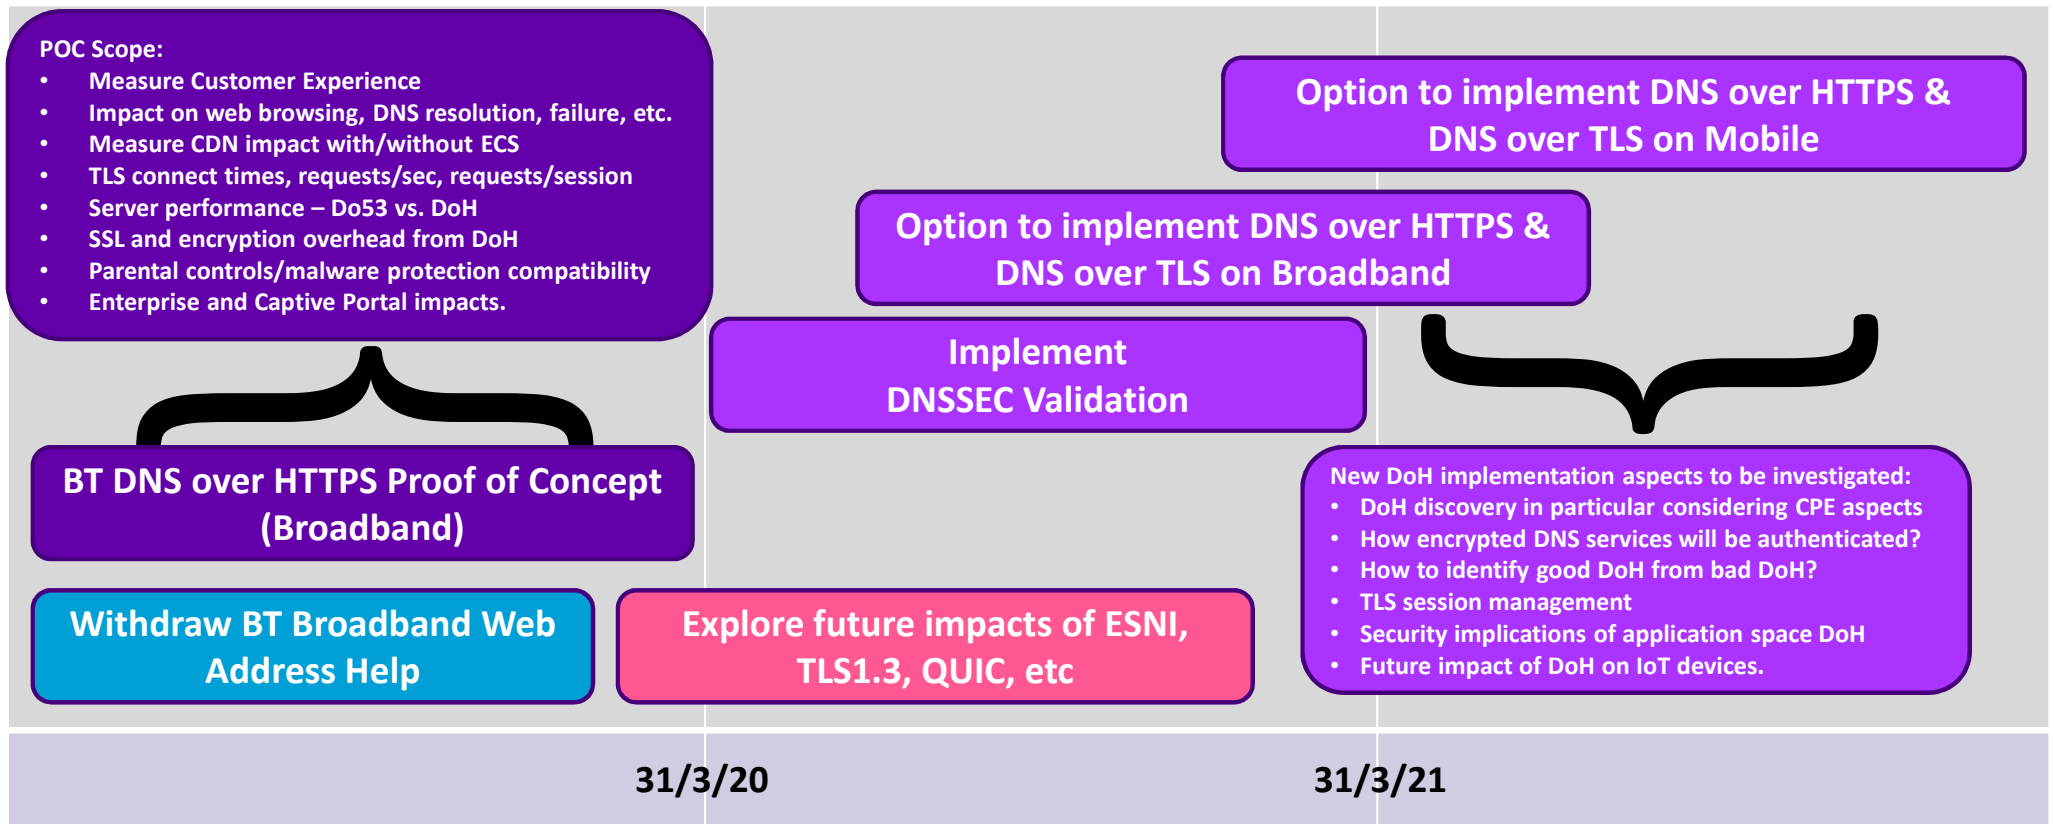 POC Scope:
• Measure Customer Experience
• Impact on web browsing, DNS resolution, failure, etc.
• Measure CDN impact with/without ECS
• TLS connect times, requests/sec, requests/session
• Server performance – Do53 vs. DoH
• SSL and encryption overhead from DoH
• Parental controls/malware protection compatibility
• Enterprise and Captive Portal impacts.
Option to implement DNS over HTTPS &
DNS over TLS on Mobile
Option to implement DNS over HTTPS &
DNS over TLS on Broadband
Implement
DNSSEC Validation
BT DNS over HTTPS Proof of Concept
(Broadband)
New DoH implementation aspects to be investigated:
• DoH discovery in particular considering CPE aspects
• How encrypted DNS services will be authenticated?
• How to identify good DoH from bad DoH?
• TLS session management
• Security implications of application space DoH
• Future impact of DoH on IoT devices.
Withdraw BT Broadband Web
Address Help
Explore future impacts of ESNI,
TLS1.3, QUIC, etc
31/3/20
31/3/21